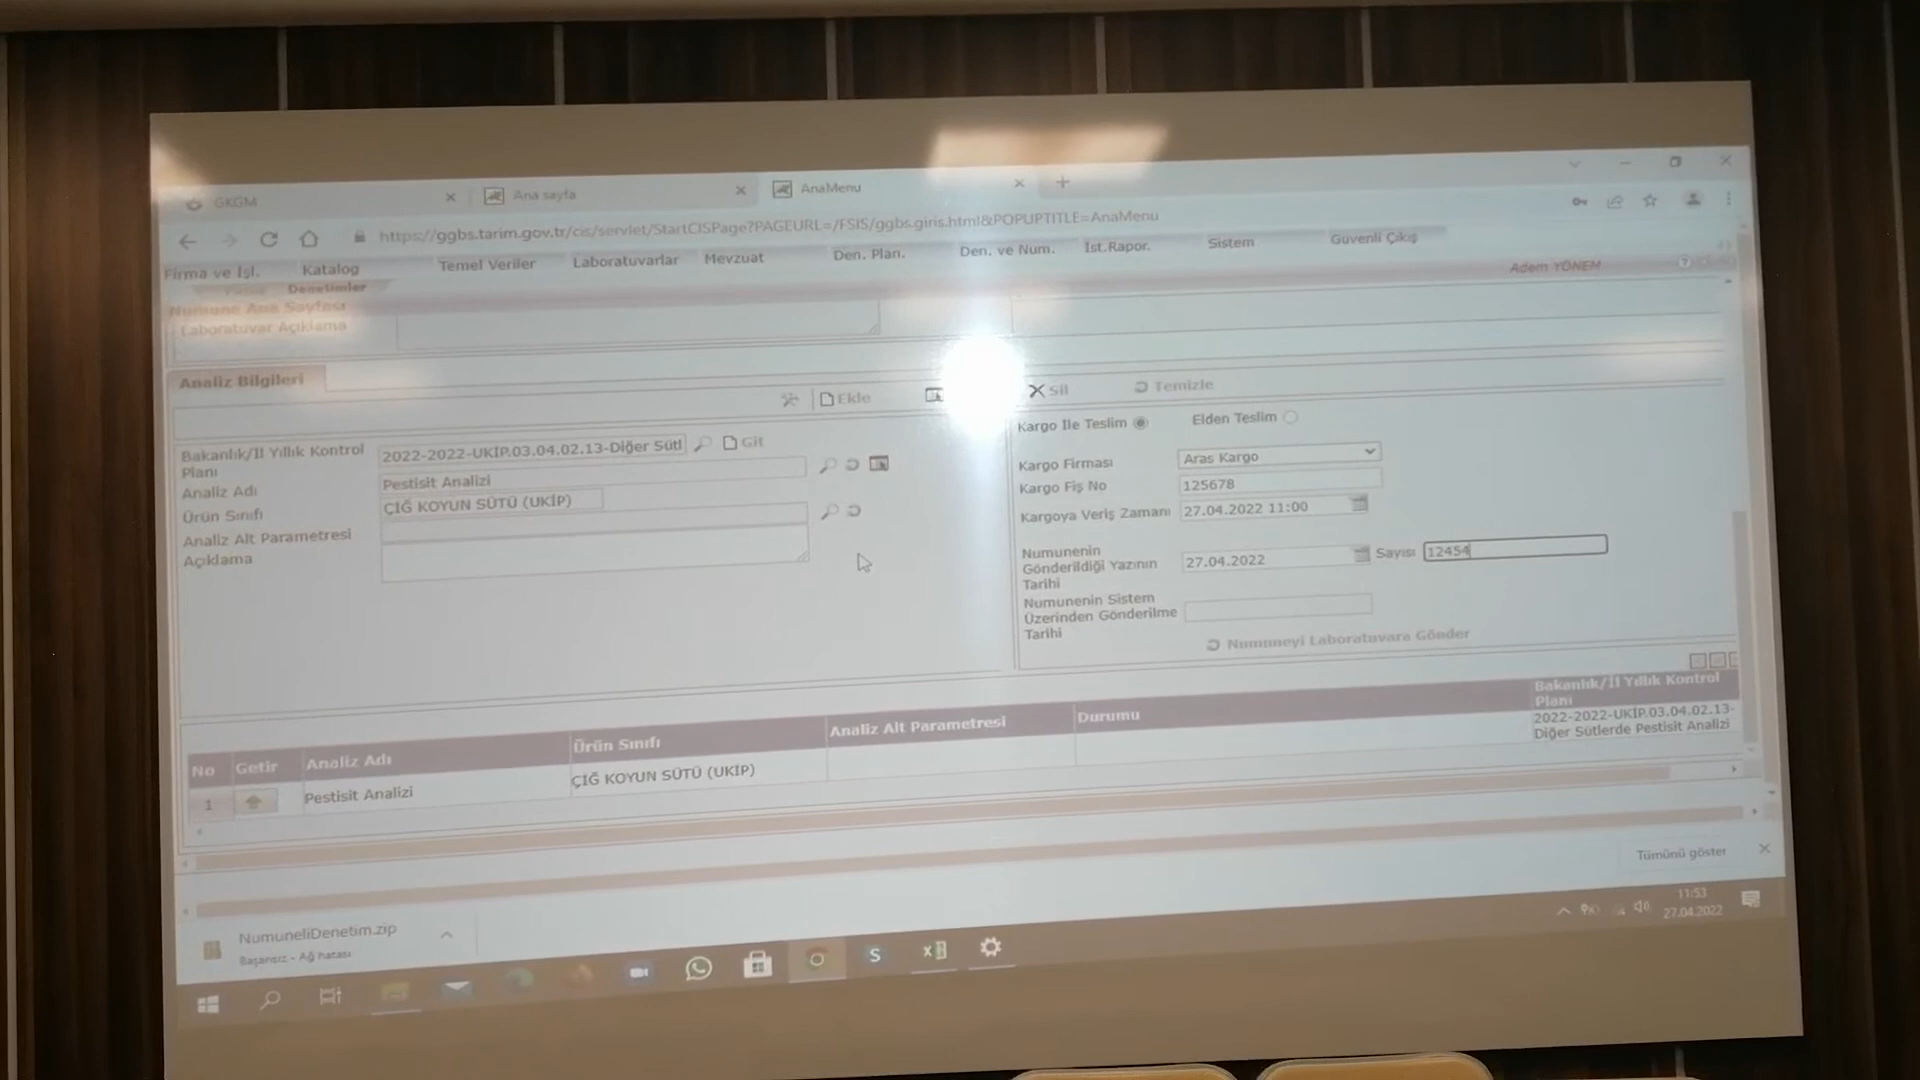 GKGM
Ana sayfa
AnaMenu
https://ggbs.tarim.gov.tr/cis/servlet/StartCISPage?PAGEURL=/FSIS/ggbs.giris.html&POPUPTITLE=AnaMenu
Firma ve İşl. Katalog Temel Veriler Laboratuvarlar Mevzuat Den. Plan. Den. ve Num. İst.Rapor. Sistem Güvenli Çıkış
Denetimler
Adem YÖNEM
Numune Ana Sayfası
Laboratuvar Açıklama
Analiz Bilgileri
Ekle
Sil
Temizle
Bakanlık/İl Yıllık Kontrol
Planı
2022-2022-UKİP.03.04.02.13-Diğer Sütl
Git
Analiz Adı
Pestisit Analizi
Ürün Sınıfı
ÇİĞ KOYUN SÜTÜ (UKİP)
Analiz Alt Parametresi
Açıklama
Kargo İle Teslim
Elden Teslim
Kargo Firması
Aras Kargo
Kargo Fiş No
125678
Kargoya Veriş Zamanı
27.04.2022 11:00
Numunenin
Gönderildiği Yazının
Tarihi
27.04.2022
Sayısı
12454
Numunenin Sistem
Üzerinden Gönderilme
Tarihi
Numuneyi Laboratuvara Gönder
No Getir Analiz Adı Ürün Sınıfı Analiz Alt Parametresi Durumu Bakanlık/İl Yıllık Kontrol
Planı
1 Pestisit Analizi ÇİĞ KOYUN SÜTÜ (UKİP) 2022-2022-UKİP.03.04.02.13-
Diğer Sütlerde Pestisit Analizi
Tümünü göster
NumuneliDenetim.zip
Başarısız - Ağ hatası
11:53
27.04.2022